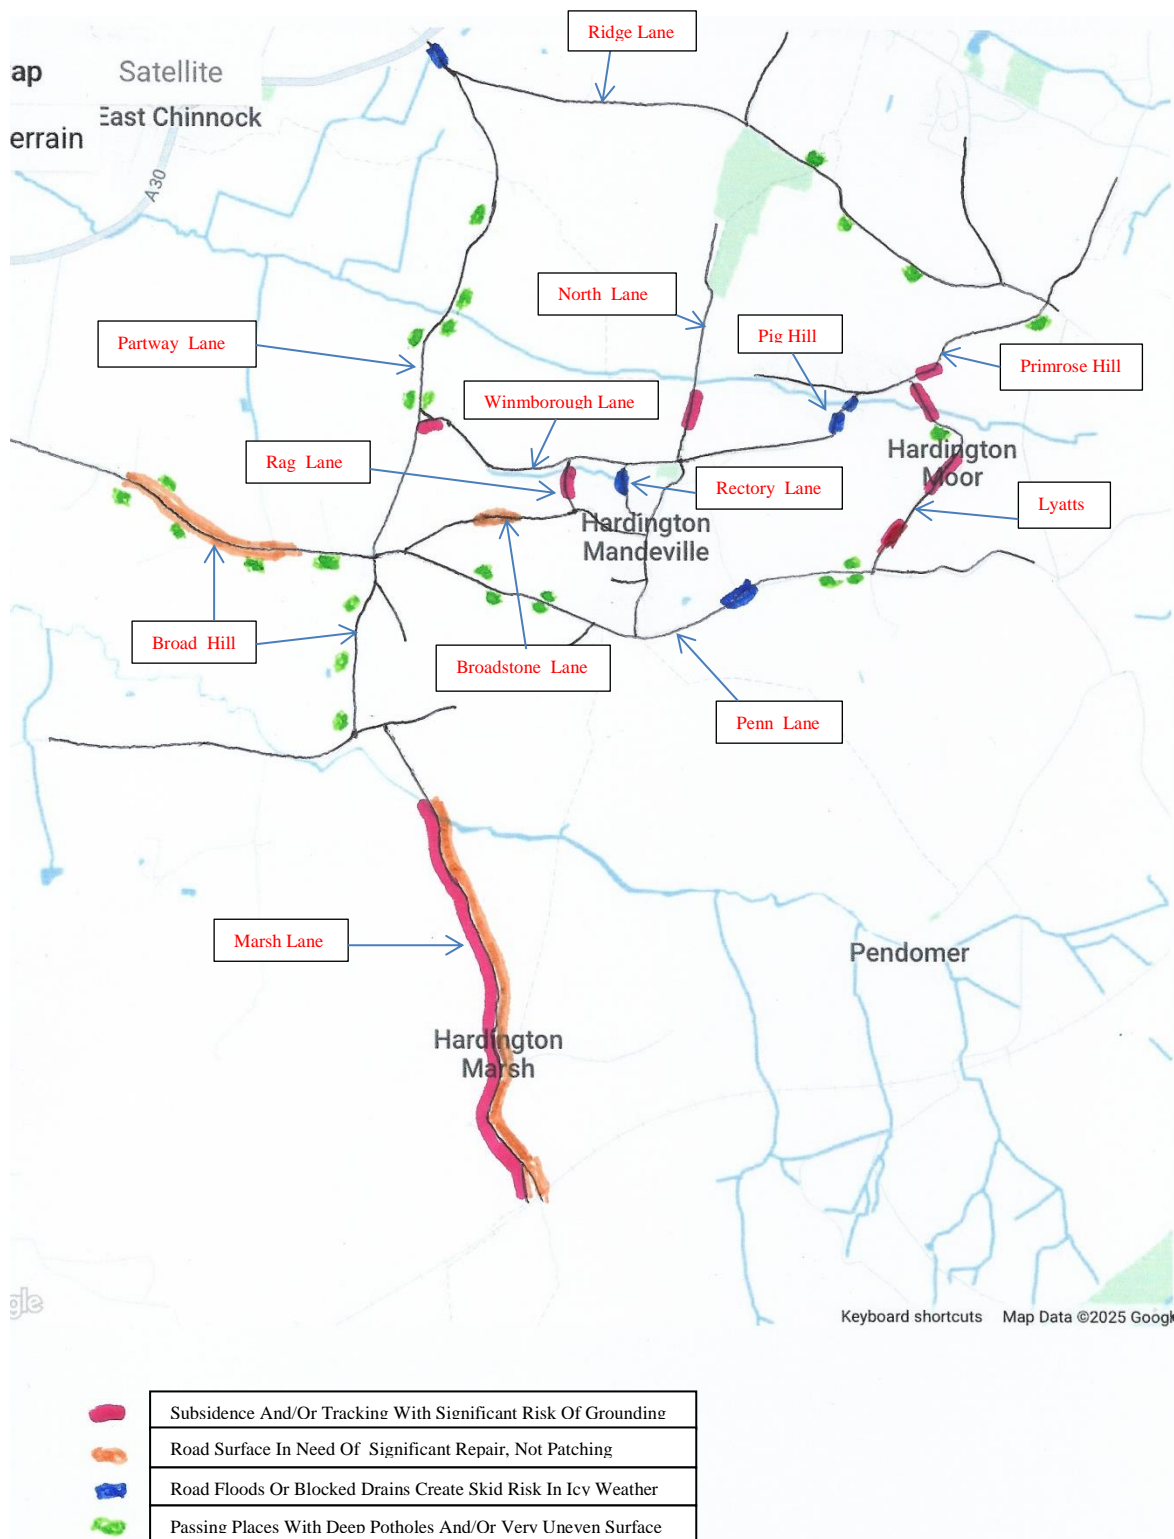 Ridge Lane
ap
Satellite
East Chinnock
errain
A30
North Lane
Pig Hill
Partway Lane
Primrose Hill
Winmborough Lane
Rag Lane
Hardington
Moor
Rectory Lane
Lyatts
Hardington
Mandeville
Broad Hill
Broadstone Lane
Penn Lane
Marsh Lane
Pendomer
Hardington
Marsh
gle
Keyboard shortcuts Map Data ©2025 Google
Subsidence And/Or Tracking With Significant Risk Of Grounding
Road Surface In Need Of Significant Repair, Not Patching
Road Floods Or Blocked Drains Create Skid Risk In Icy Weather
Passing Places With Deep Potholes And/Or Very Uneven Surface